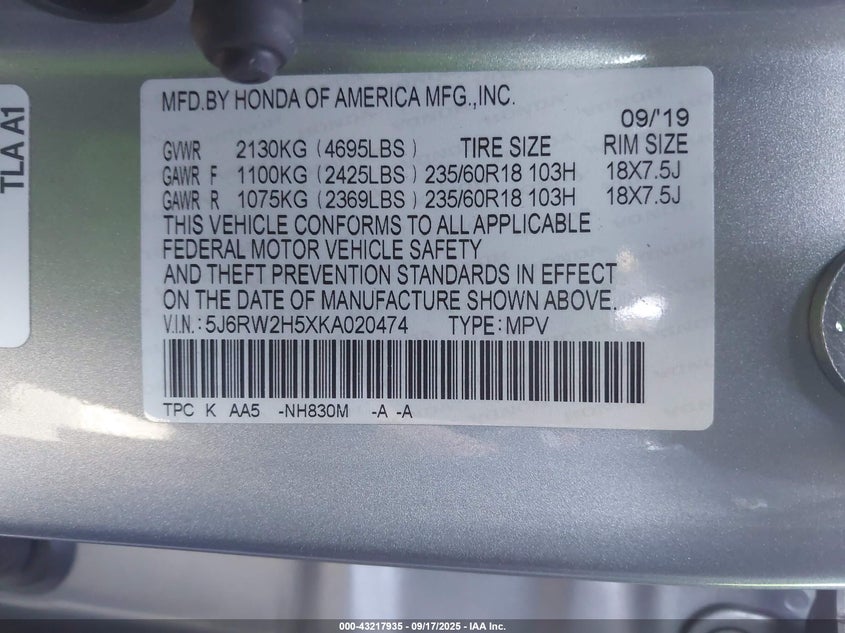 TLA A1
MFD.BY HONDA OF AMERICA MFG.,INC.
09/'19
GVWR 2130KG (4695LBS) TIRE SIZE RIM SIZE
GAWR F 1100KG (2425LBS) 235/60R18 103H 18X7.5J
GAWR R 1075KG (2369LBS) 235/60R18 103H 18X7.5J
THIS VEHICLE CONFORMS TO ALL APPLICABLE
FEDERAL MOTOR VEHICLE SAFETY
AND THEFT PREVENTION STANDARDS IN EFFECT
ON THE DATE OF MANUFACTURE SHOWN ABOVE.
V.I.N.:5J6RW2H5XKA020474 TYPE:MPV
TPC K AA5 -NH830M -A -A
000-43217935 - 09/17/2025 - IAA Inc.